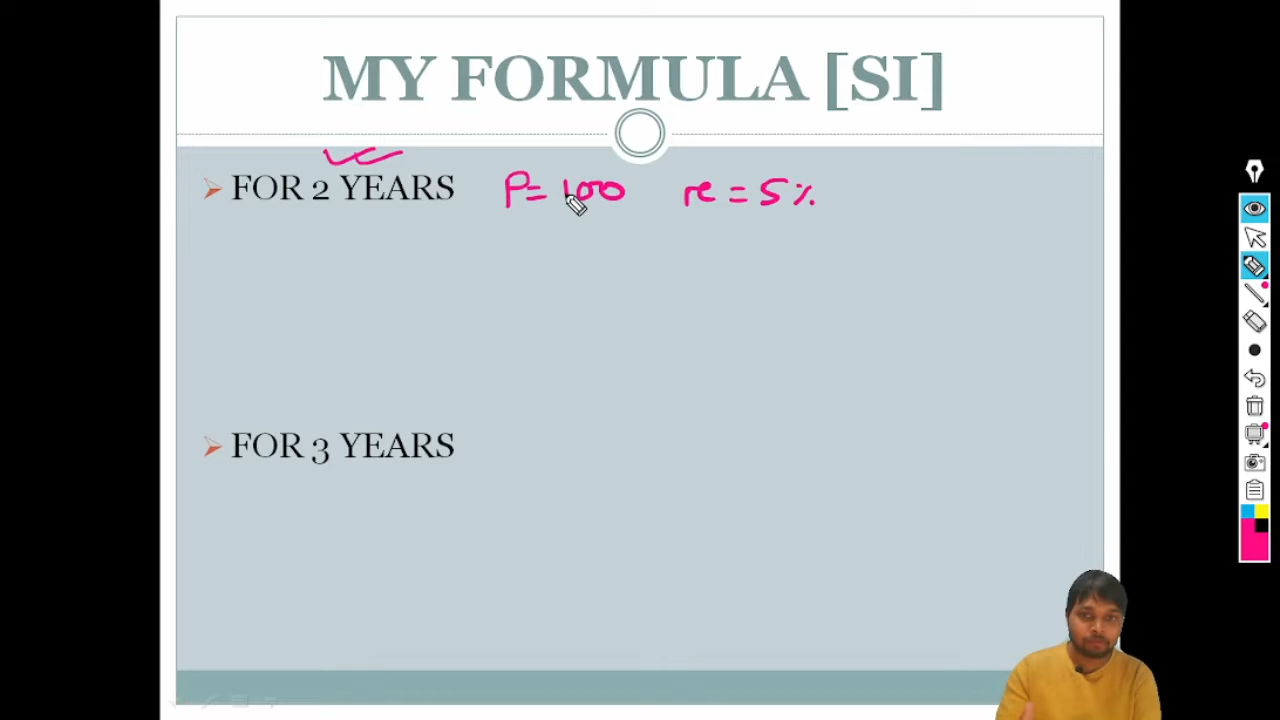 MY FORMULA [SI]
FOR 2 YEARS P = 100 r = 5 %
FOR 3 YEARS